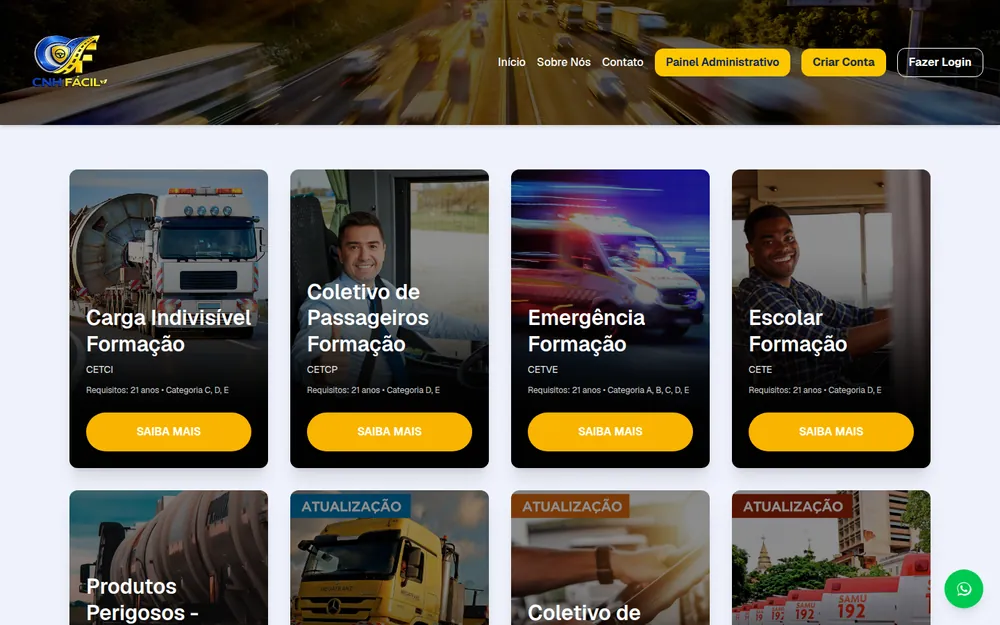 CNH FÁCIL
Início
Sobre Nós
Contato
Painel Administrativo
Criar Conta
Fazer Login
Carga Indivisível
Formação
CETCI
Requisitos: 21 anos • Categoria C, D, E
SAIBA MAIS
Coletivo de
Passageiros
Formação
CETCP
Requisitos: 21 anos • Categoria D, E
SAIBA MAIS
Emergência
Formação
CETVE
Requisitos: 21 anos • Categoria A, B, C, D, E
SAIBA MAIS
Escolar
Formação
CETE
Requisitos: 21 anos • Categoria D, E
SAIBA MAIS
Produtos
Perigosos -
ATUALIZAÇÃO
ATUALIZAÇÃO
Coletivo de
ATUALIZAÇÃO
SAMU
192
SAMU
192